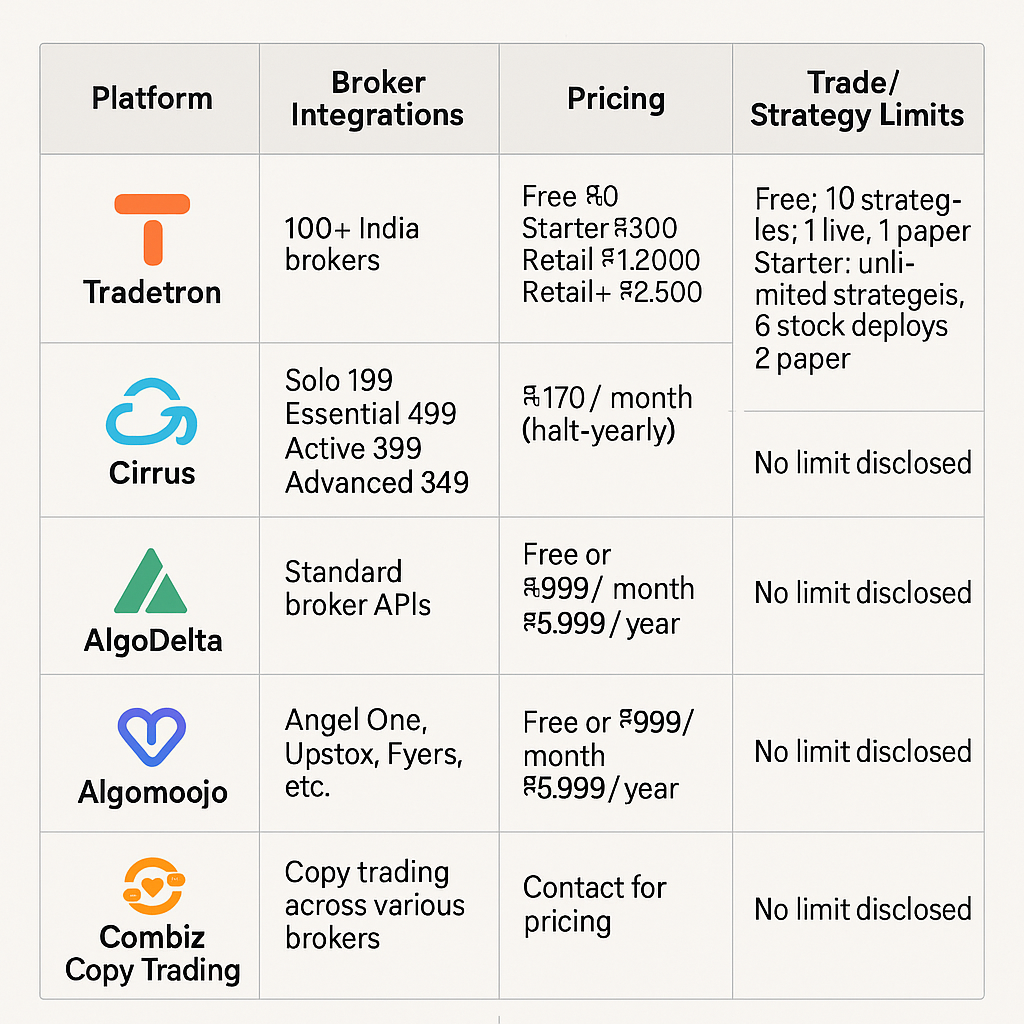 Platform
Broker
Integrations
Pricing
Trade/
Strategy Limits
Tradetron
100+ India
brokers
Free ₹0
Starter ₹300
Retail ₹1.2000
Retail+ ₹2.500
Free; 10 strateg-
les; 1 live, 1 paper
Starter: unli-
mited strategeis,
6 stock deploys
2 paper
Cirrus
Solo 199
Essential 499
Active 399
Advanced 349
₹170 / month
(halt-yearly)
No limit disclosed
AlgoDelta
Standard
broker APIs
Free or
₹999/ month
₹5.999/year
No limit disclosed
Algomoojo
Angel One,
Upstox, Fyers,
etc.
Free or ₹999/
month
₹5.999/year
No limit disclosed
Combiz
Copy Trading
Copy trading
across various
brokers
Contact for
pricing
No limit disclosed